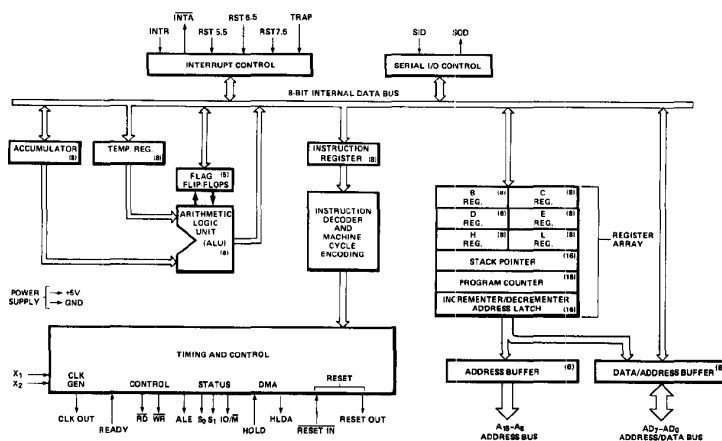 INTR INTA RST 5.5 RST 6.5 RST 7.5 TRAP
SID SOD
INTERRUPT CONTROL
SERIAL I/O CONTROL
8-BIT INTERNAL DATA BUS
ACCUMULATOR (8)
TEMP. REG. (8)
INSTRUCTION REGISTER (8)
(5) FLAG FLIP-FLOPS
ARITHMETIC LOGIC UNIT (ALU) (8)
INSTRUCTION DECODER AND MACHINE CYCLE ENCODING
B REG. (8) C REG. (8)
D REG. (8) E REG. (8)
H REG. (8) L REG. (8)
STACK POINTER (16)
PROGRAM COUNTER (16)
INCREMENTER/DECREMENTER ADDRESS LATCH (16)
REGISTER ARRAY
POWER SUPPLY +5V GND
TIMING AND CONTROL
X1 X2 CLK GEN CONTROL STATUS DMA RESET
CLK OUT READY RD WR ALE S0 S1 IO/M HOLD HLDA RESET IN RESET OUT
ADDRESS BUFFER (8)
DATA/ADDRESS BUFFER
A15–A8 ADDRESS BUS
AD7–AD0 ADDRESS/DATA BUS